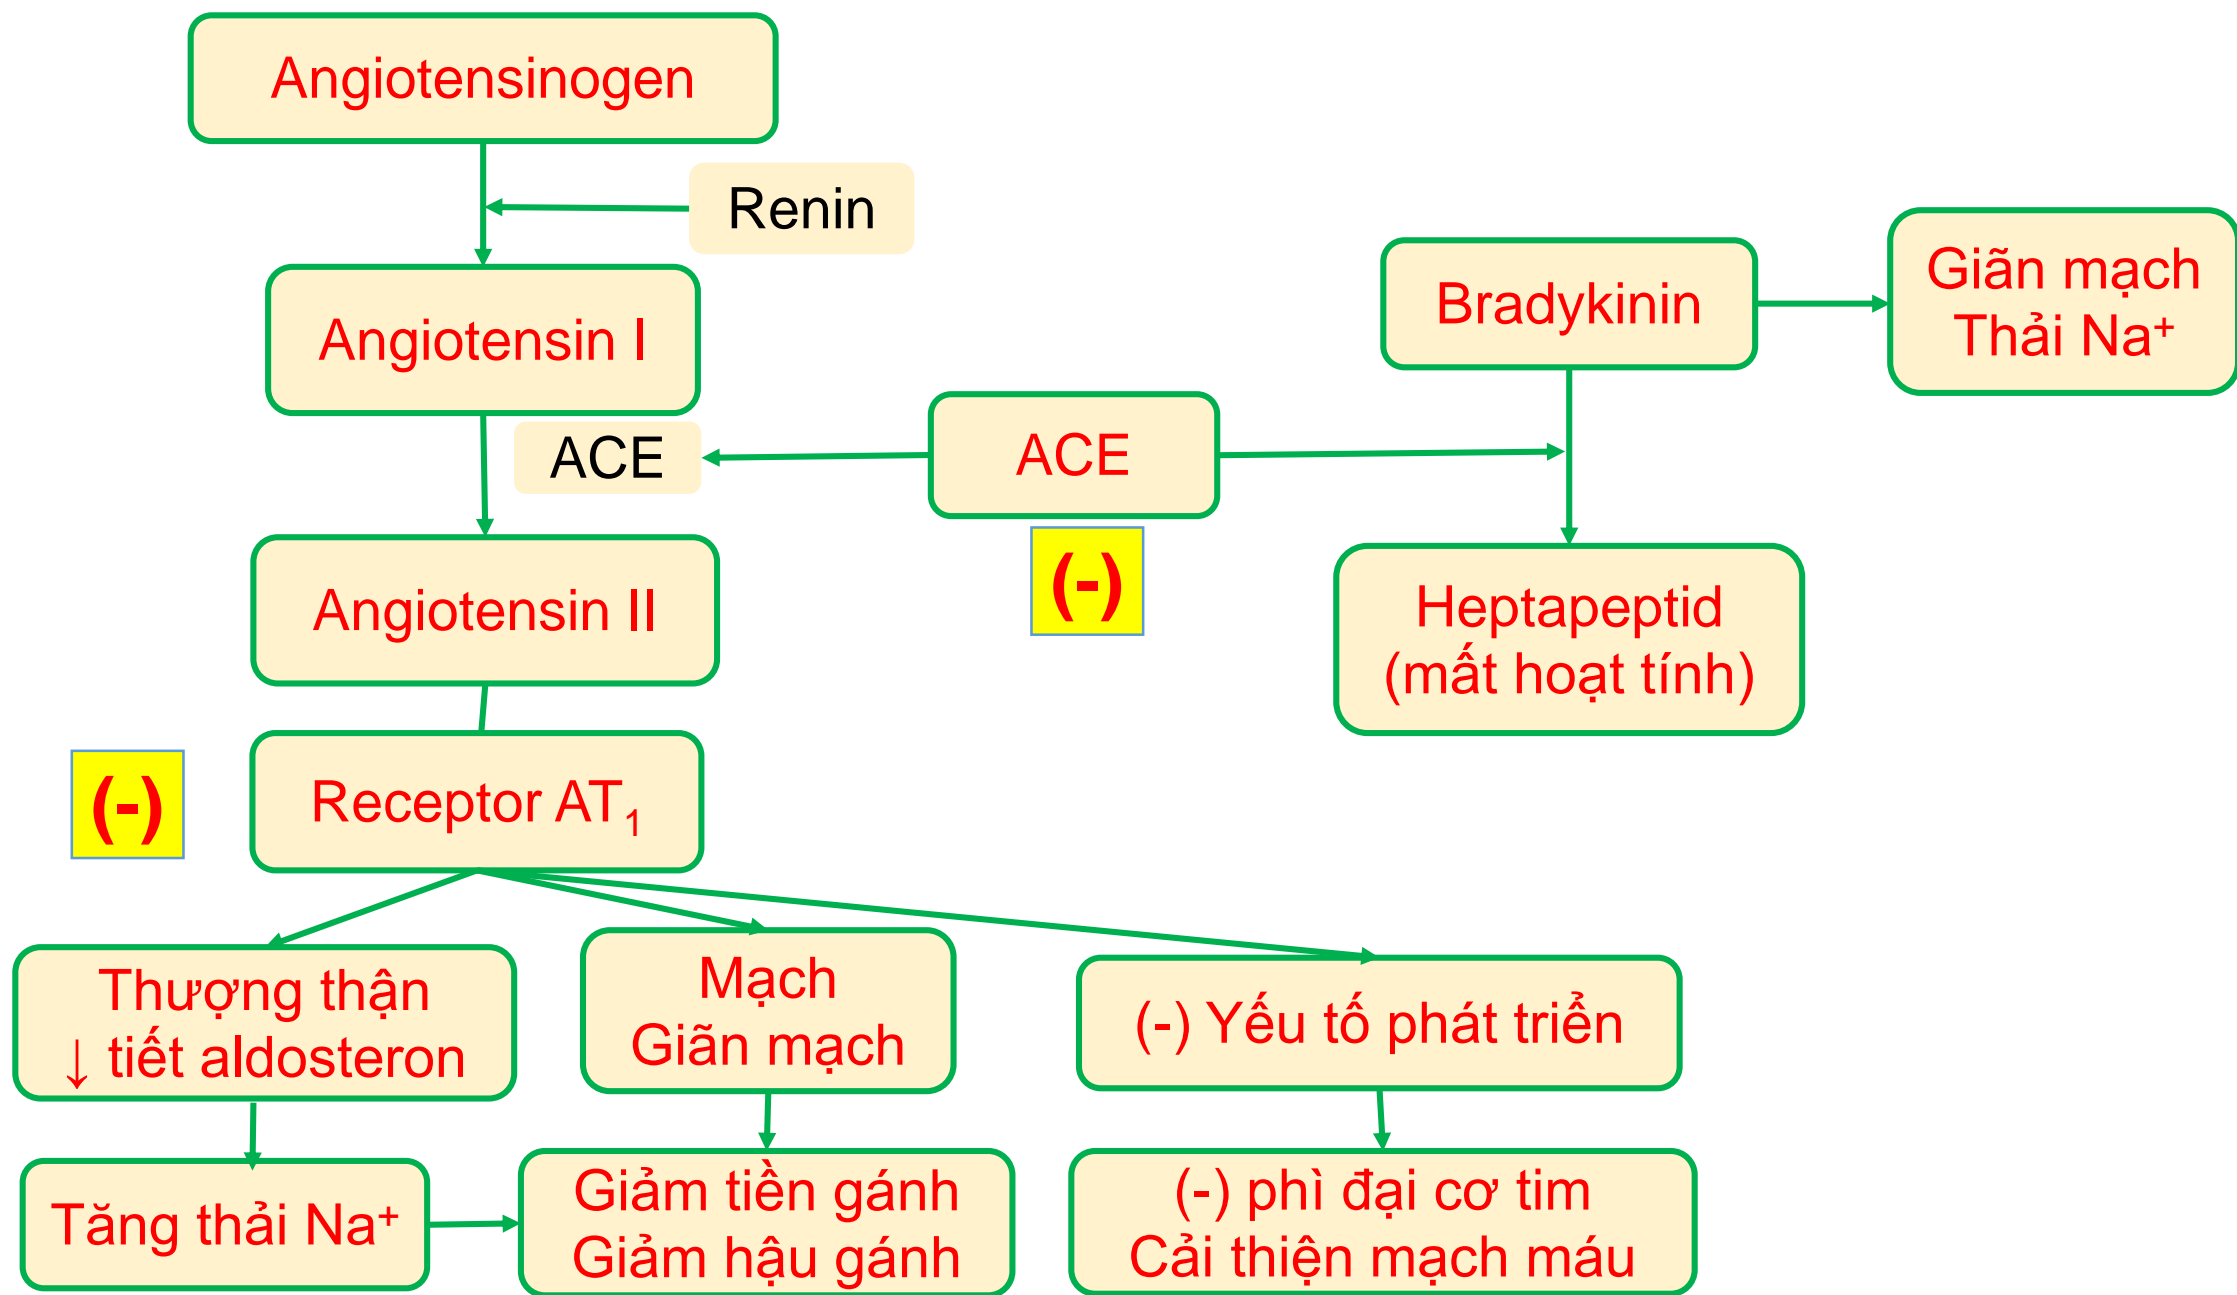 Angiotensinogen
Renin
Angiotensin I
Bradykinin
Giãn mạch
Thải Na⁺
ACE
ACE
(-)
Angiotensin II
Heptapeptid
(mất hoạt tính)
(-)
Receptor AT₁
Thượng thận
↓ tiết aldosteron
Mạch
Giãn mạch
(-) Yếu tố phát triển
Tăng thải Na⁺
Giảm tiền gánh
Giảm hậu gánh
(-) phì đại cơ tim
Cải thiện mạch máu